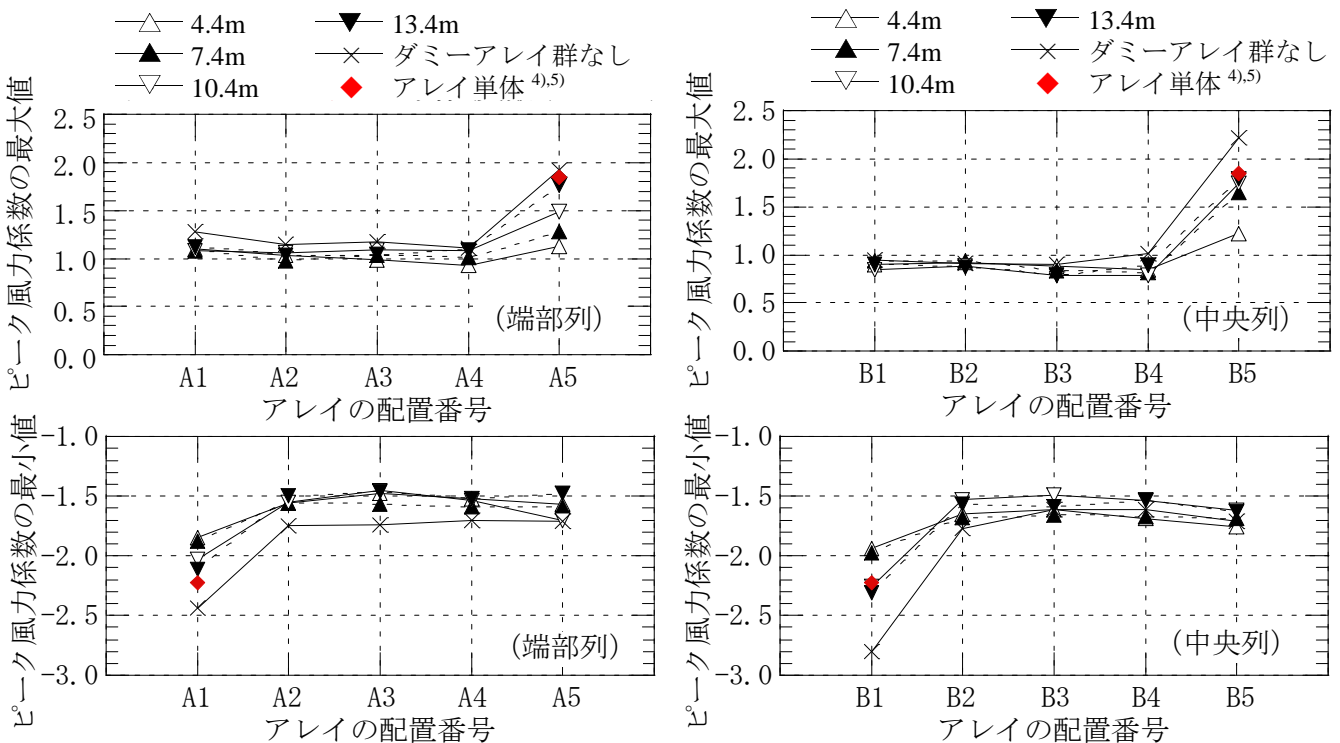 4.4m
13.4m
7.4m
ダミーアレイ群なし
10.4m
アレイ単体 4),5)
ピーク風力係数の最大値
2.5
2.0
1.5
1.0
0.5
0.0
(端部列)
A1 A2 A3 A4 A5
アレイの配置番号
4.4m
13.4m
7.4m
ダミーアレイ群なし
10.4m
アレイ単体 4),5)
ピーク風力係数の最大値
2.5
2.0
1.5
1.0
0.5
0.0
(中央列)
B1 B2 B3 B4 B5
アレイの配置番号
ピーク風力係数の最小値
-1.0
-1.5
-2.0
-2.5
-3.0
(端部列)
A1 A2 A3 A4 A5
アレイの配置番号
ピーク風力係数の最小値
-1.0
-1.5
-2.0
-2.5
-3.0
(中央列)
B1 B2 B3 B4 B5
アレイの配置番号